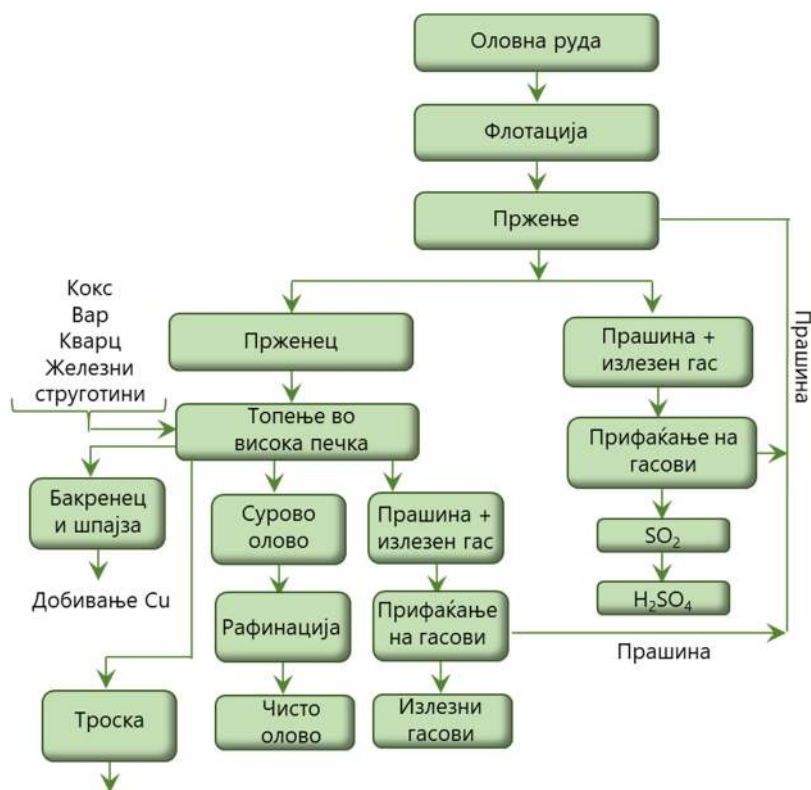 Оловна руда
Флотација
Пржење
Кокс
Вар
Кварц
Железни
струготини
Прженец
Прашина +
излезен гас
Прашина
Топење во
висока печка
Прифаќање на
гасови
Бакренец
и шпајза
Сурово
олово
Прашина +
излезен гас
SO₂
Добивање Cu
H₂SO₄
Рафинација
Прифаќање
на гасови
Прашина
Троска
Чисто
олово
Излезни
гасови